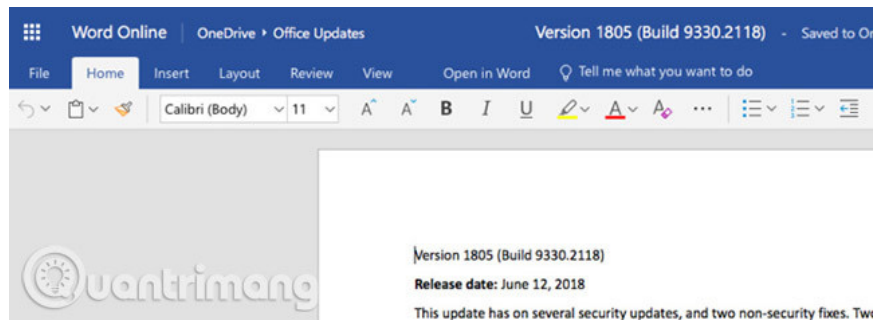 Word Online OneDrive Office Updates Version 1805 (Build 9330.2118) - Saved to
File Home Insert Layout Review View Open in Word Tell me what you want to do
Calibri (Body) 11 A A B I U A A
Version 1805 (Build 9330.2118)
Release date: June 12, 2018
This update has on several security updates, and two non-security fixes.
Quantrimang